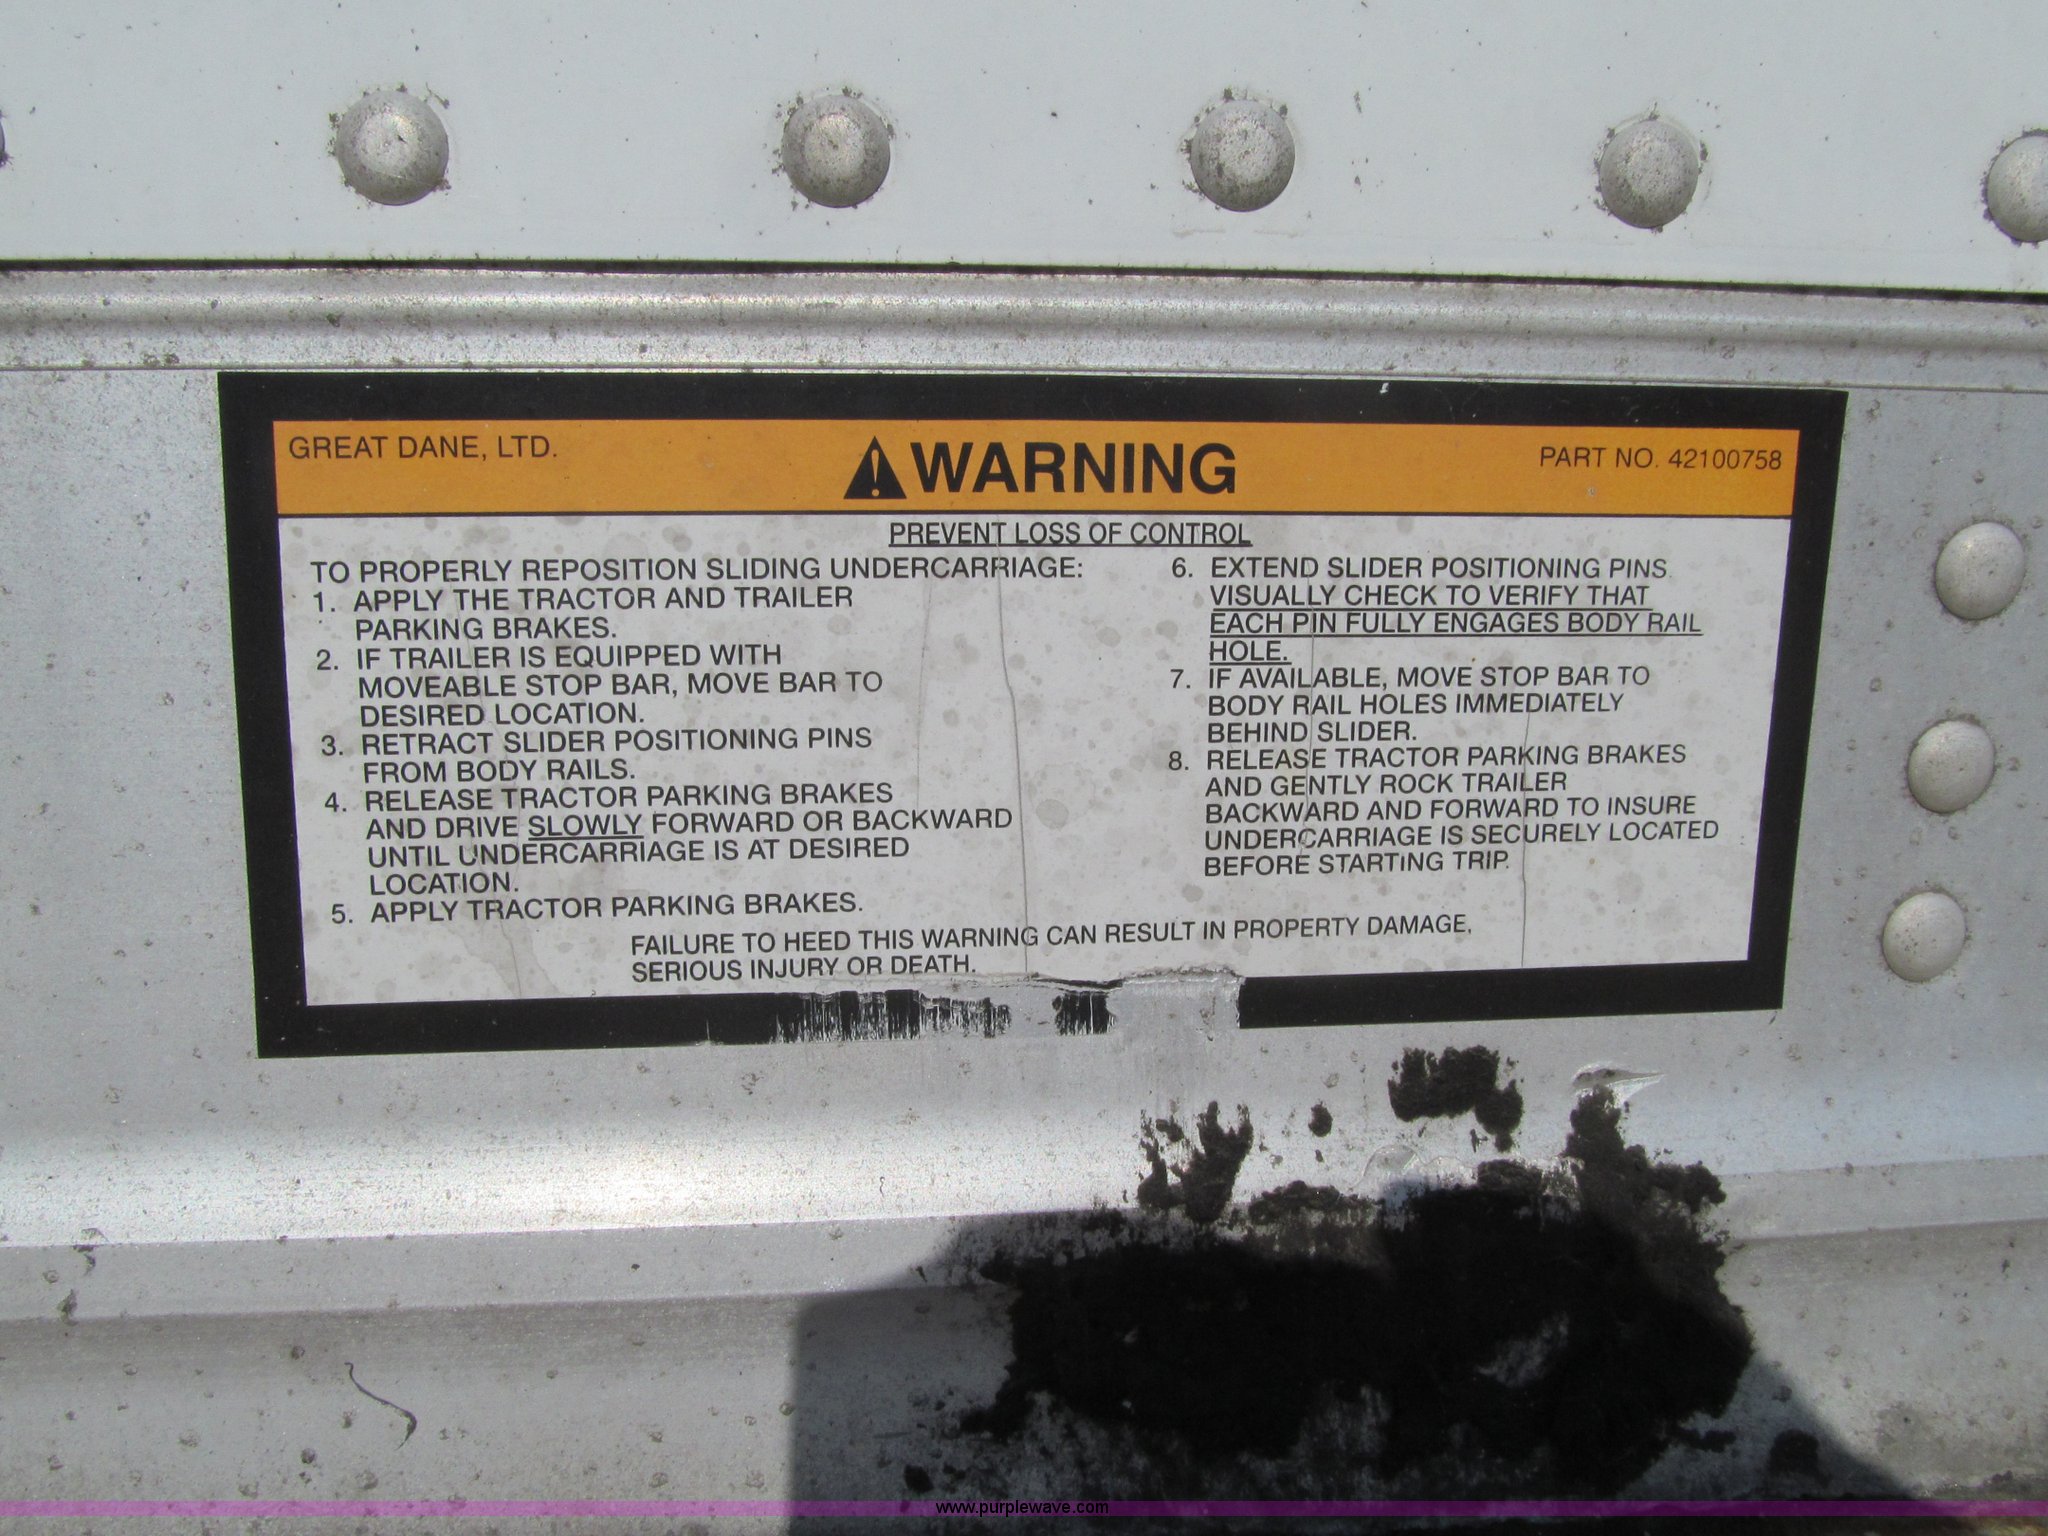 GREAT DANE, LTD.
WARNING
PART NO. 42100758
PREVENT LOSS OF CONTROL
TO PROPERLY REPOSITION SLIDING UNDERCARRIAGE:
1. APPLY THE TRACTOR AND TRAILER
PARKING BRAKES.
2. IF TRAILER IS EQUIPPED WITH
MOVEABLE STOP BAR, MOVE BAR TO
DESIRED LOCATION.
3. RETRACT SLIDER POSITIONING PINS
FROM BODY RAILS.
4. RELEASE TRACTOR PARKING BRAKES
AND DRIVE SLOWLY FORWARD OR BACKWARD
UNTIL UNDERCARRIAGE IS AT DESIRED
LOCATION.
5. APPLY TRACTOR PARKING BRAKES.
6. EXTEND SLIDER POSITIONING PINS.
VISUALLY CHECK TO VERIFY THAT
EACH PIN FULLY ENGAGES BODY RAIL
HOLE.
7. IF AVAILABLE, MOVE STOP BAR TO
BODY RAIL HOLES IMMEDIATELY
BEHIND SLIDER.
8. RELEASE TRACTOR PARKING BRAKES
AND GENTLY ROCK TRAILER
BACKWARD AND FORWARD TO INSURE
UNDERCARRIAGE IS SECURELY LOCATED
BEFORE STARTING TRIP.
FAILURE TO HEED THIS WARNING CAN RESULT IN PROPERTY DAMAGE,
SERIOUS INJURY OR DEATH.
www.purplewave.com